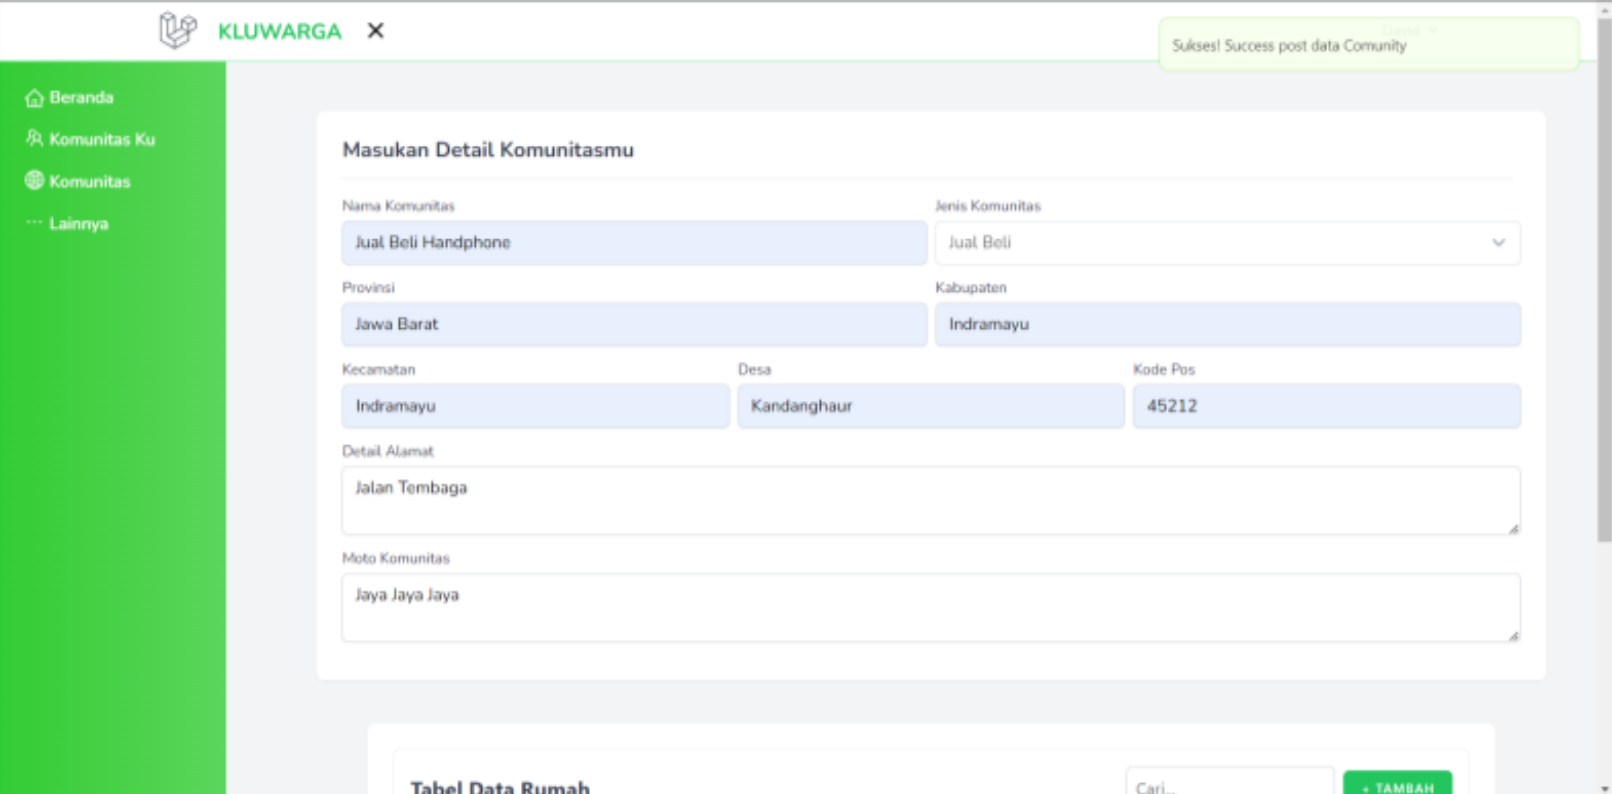 KLUWARGA
Sukses! Success post data Comunity
Beranda
Komunitas Ku
Komunitas
Lainnya
Masukan Detail Komunitasmu
Nama Komunitas
Jenis Komunitas
Jual Beli Handphone
Jual Beli
Provinsi
Kabupaten
Jawa Barat
Indramayu
Kecamatan
Desa
Kode Pos
Indramayu
Kandanghaur
45212
Detail Alamat
Jalan Tembaga
Moto Komunitas
Jaya Jaya Jaya
Tabel Data Rumah
Cari...
+ TAMBAH